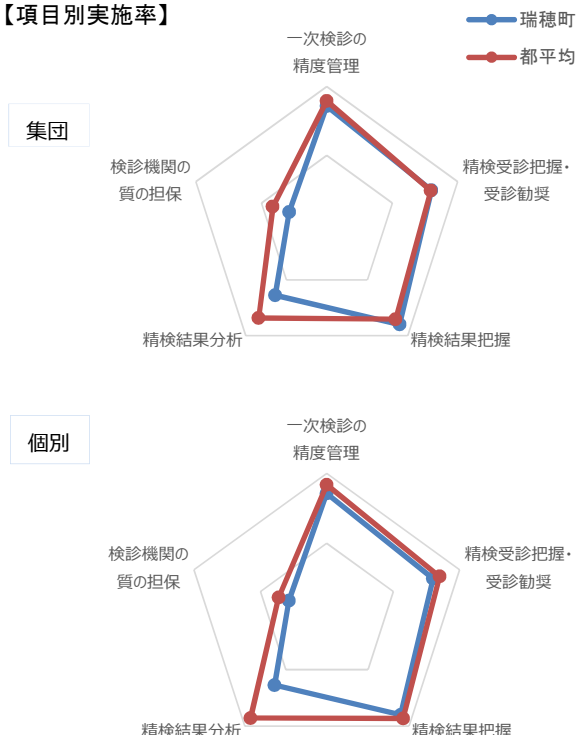 【項目別実施率】
瑞穂町
都平均
集団
一次検診の
精度管理
検診機関の
質の担保
精検受診把握・
受診勧奨
精検結果分析
精検結果把握
個別
一次検診の
精度管理
検診機関の
質の担保
精検受診把握・
受診勧奨
精検結果分析
精検結果把握